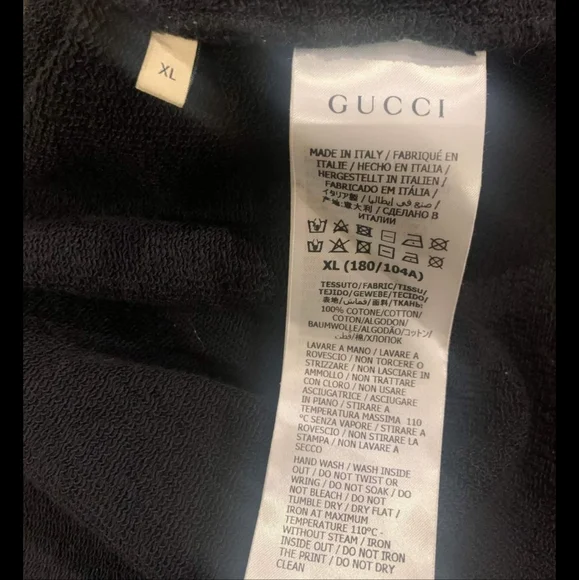 XL
GUCCI
MADE IN ITALY / FABRIQUÉ EN
ITALIE / HECHO EN ITALIA /
HERGESTELLT IN ITALIEN /
FABRICADO EM ITÁLIA /
イタリア製 / صنع في إيطاليا /
产地:意大利 / СДЕЛАНО В
ИТАЛИИ
XL (180/104A)
TESSUTO/FABRIC/TISSU/
TEJIDO/GEWEBE/TECIDO/
表地/قماش/面料/ТКАНЬ:
100% COTONE/COTTON/
COTON/ALGODON/
BAUMWOLLE/ALGODÃO/コットン/
قطن/棉/ХЛОПОК
LAVARE A MANO / LAVARE A
ROVESCIO / NON TORCERE O
STRIZZARE / NON LASCIARE IN
AMMOLLO / NON TRATTARE
CON CLORO / NON USARE
ASCIUGATRICE / ASCIUGARE
IN PIANO / STIRARE A
TEMPERATURA MASSIMA 110
°C SENZA VAPORE / STIRARE A
ROVESCIO / NON STIRARE LA
STAMPA / NON LAVARE A
SECCO
HAND WASH / WASH INSIDE
OUT / DO NOT TWIST OR
WRING / DO NOT SOAK / DO
NOT BLEACH / DO NOT
TUMBLE DRY / DRY FLAT /
IRON AT MAXIMUM
TEMPERATURE 110°C -
WITHOUT STEAM / IRON
INSIDE OUT / DO NOT IRON
THE PRINT / DO NOT DRY
CLEAN